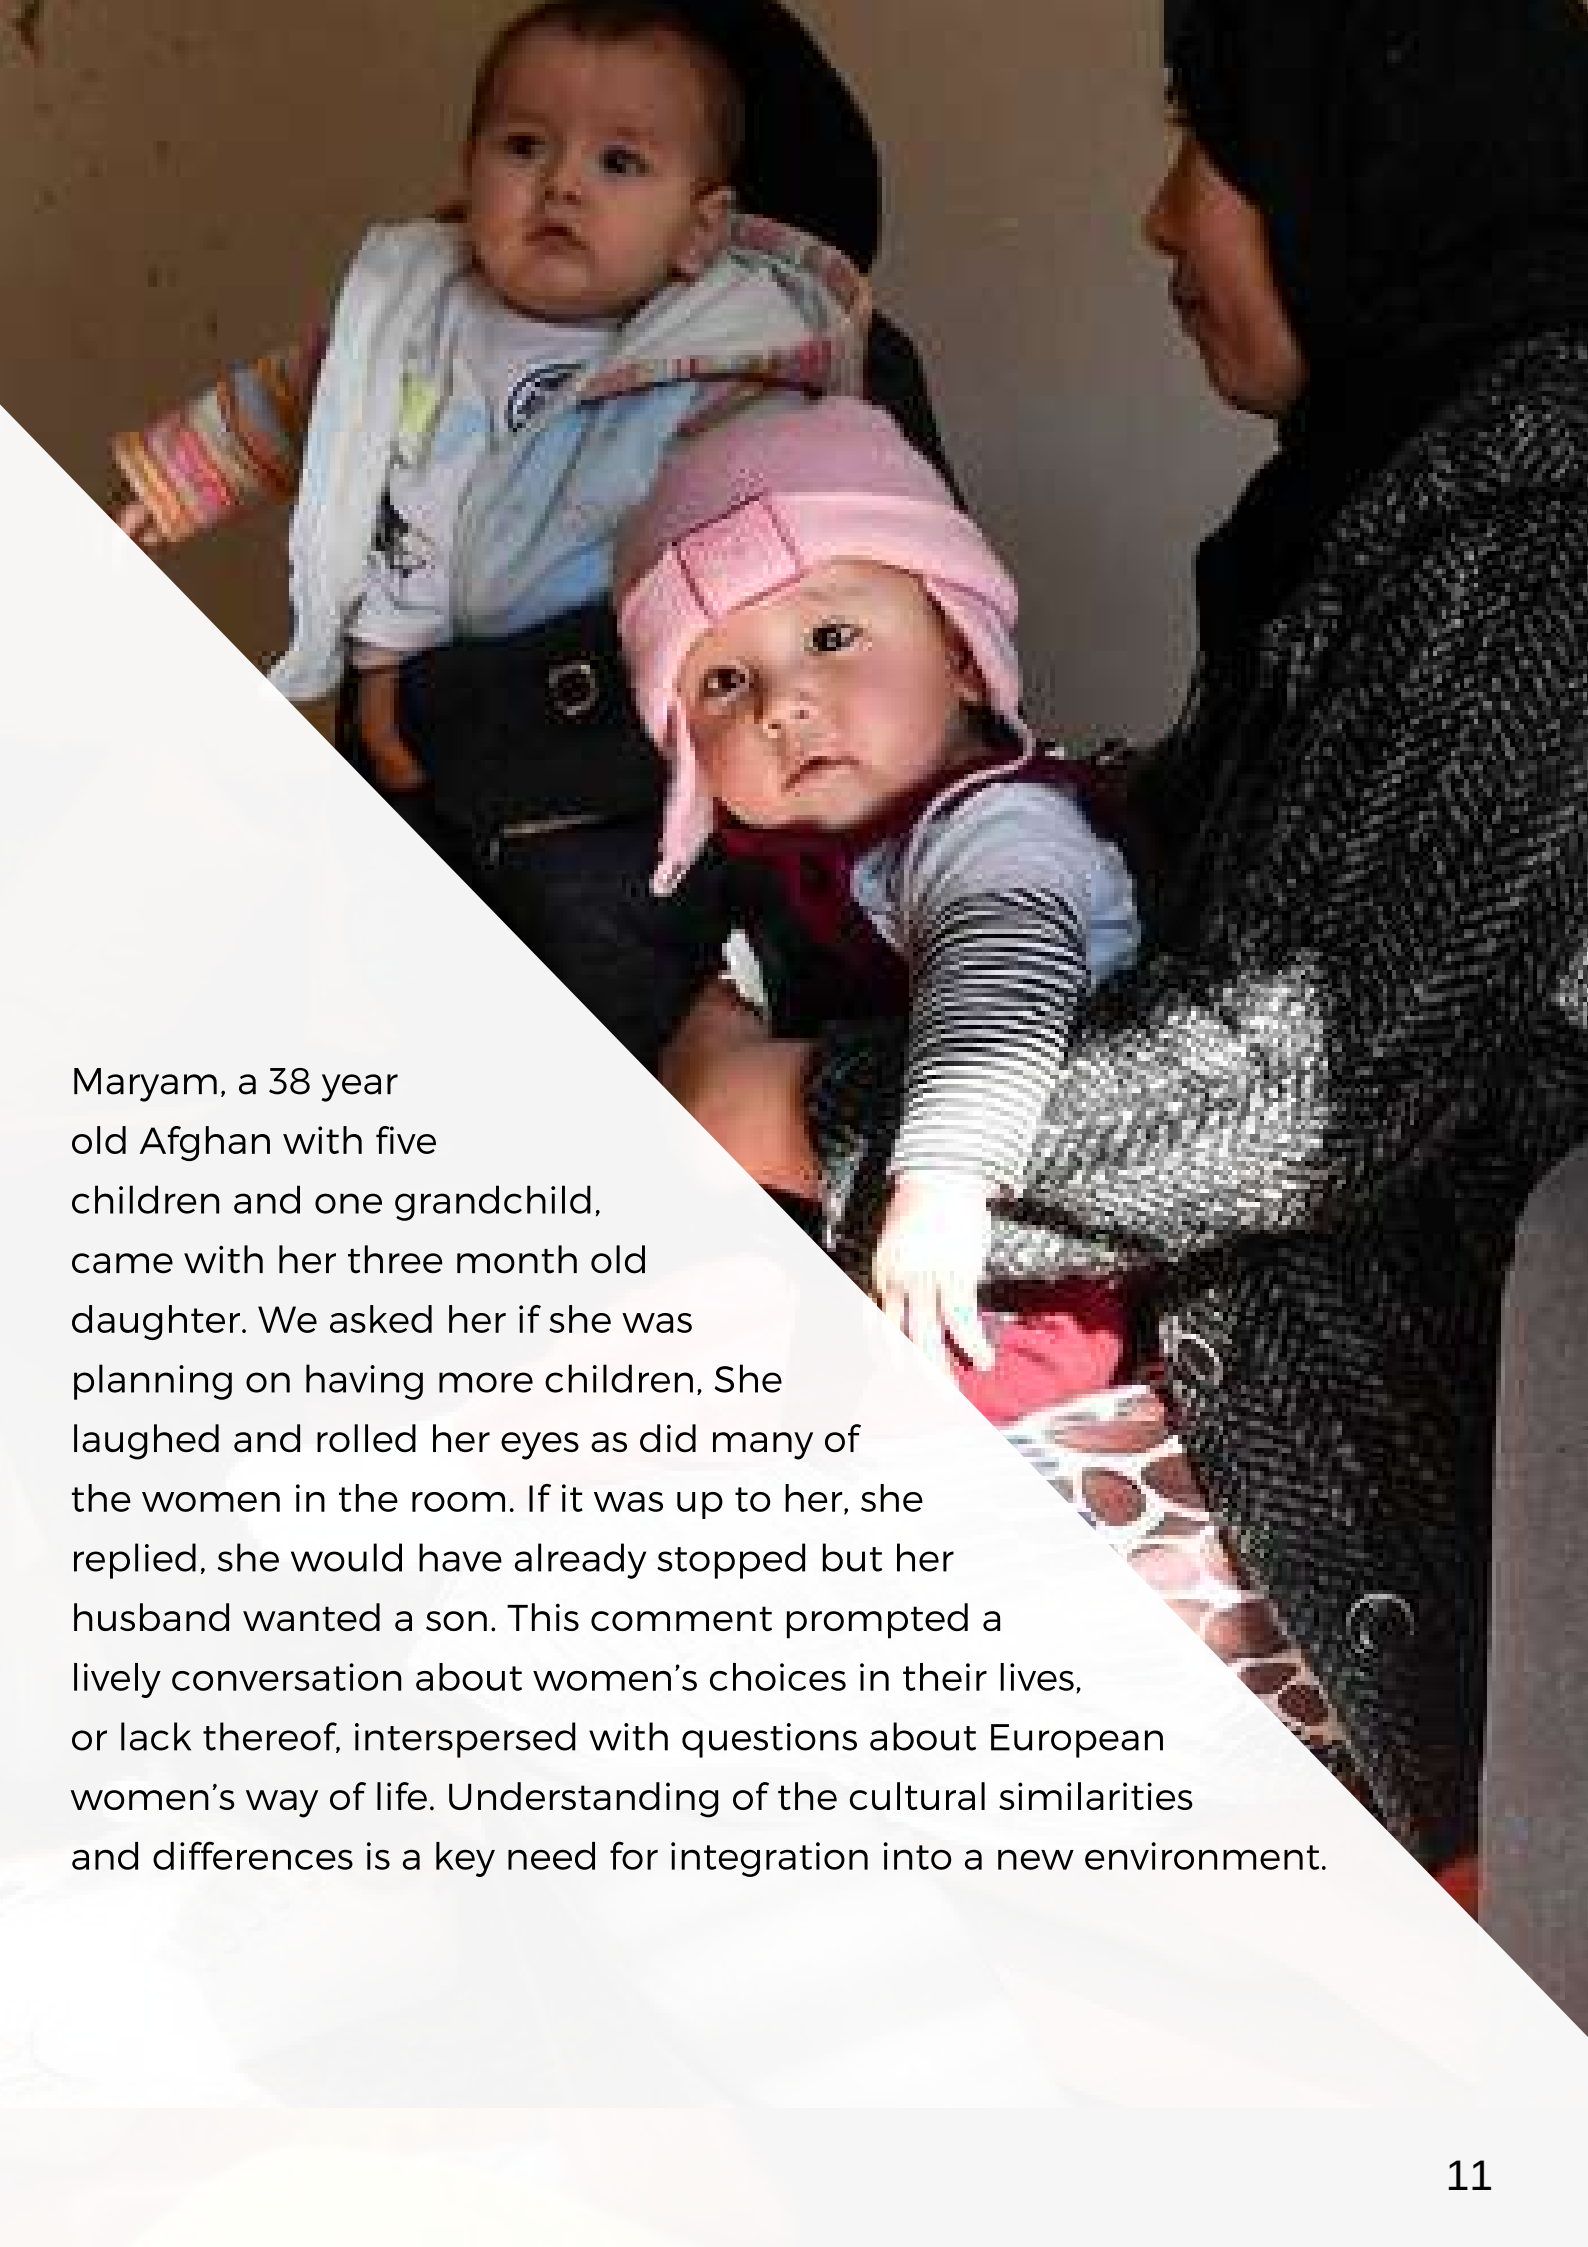 Maryam, a 38 year
old Afghan with five
children and one grandchild,
came with her three month old
daughter. We asked her if she was
planning on having more children, She
laughed and rolled her eyes as did many of
the women in the room. If it was up to her, she
replied, she would have already stopped but her
husband wanted a son. This comment prompted a
lively conversation about women’s choices in their lives,
or lack thereof, interspersed with questions about European
women’s way of life. Understanding of the cultural similarities
and differences is a key need for integration into a new environment.
11